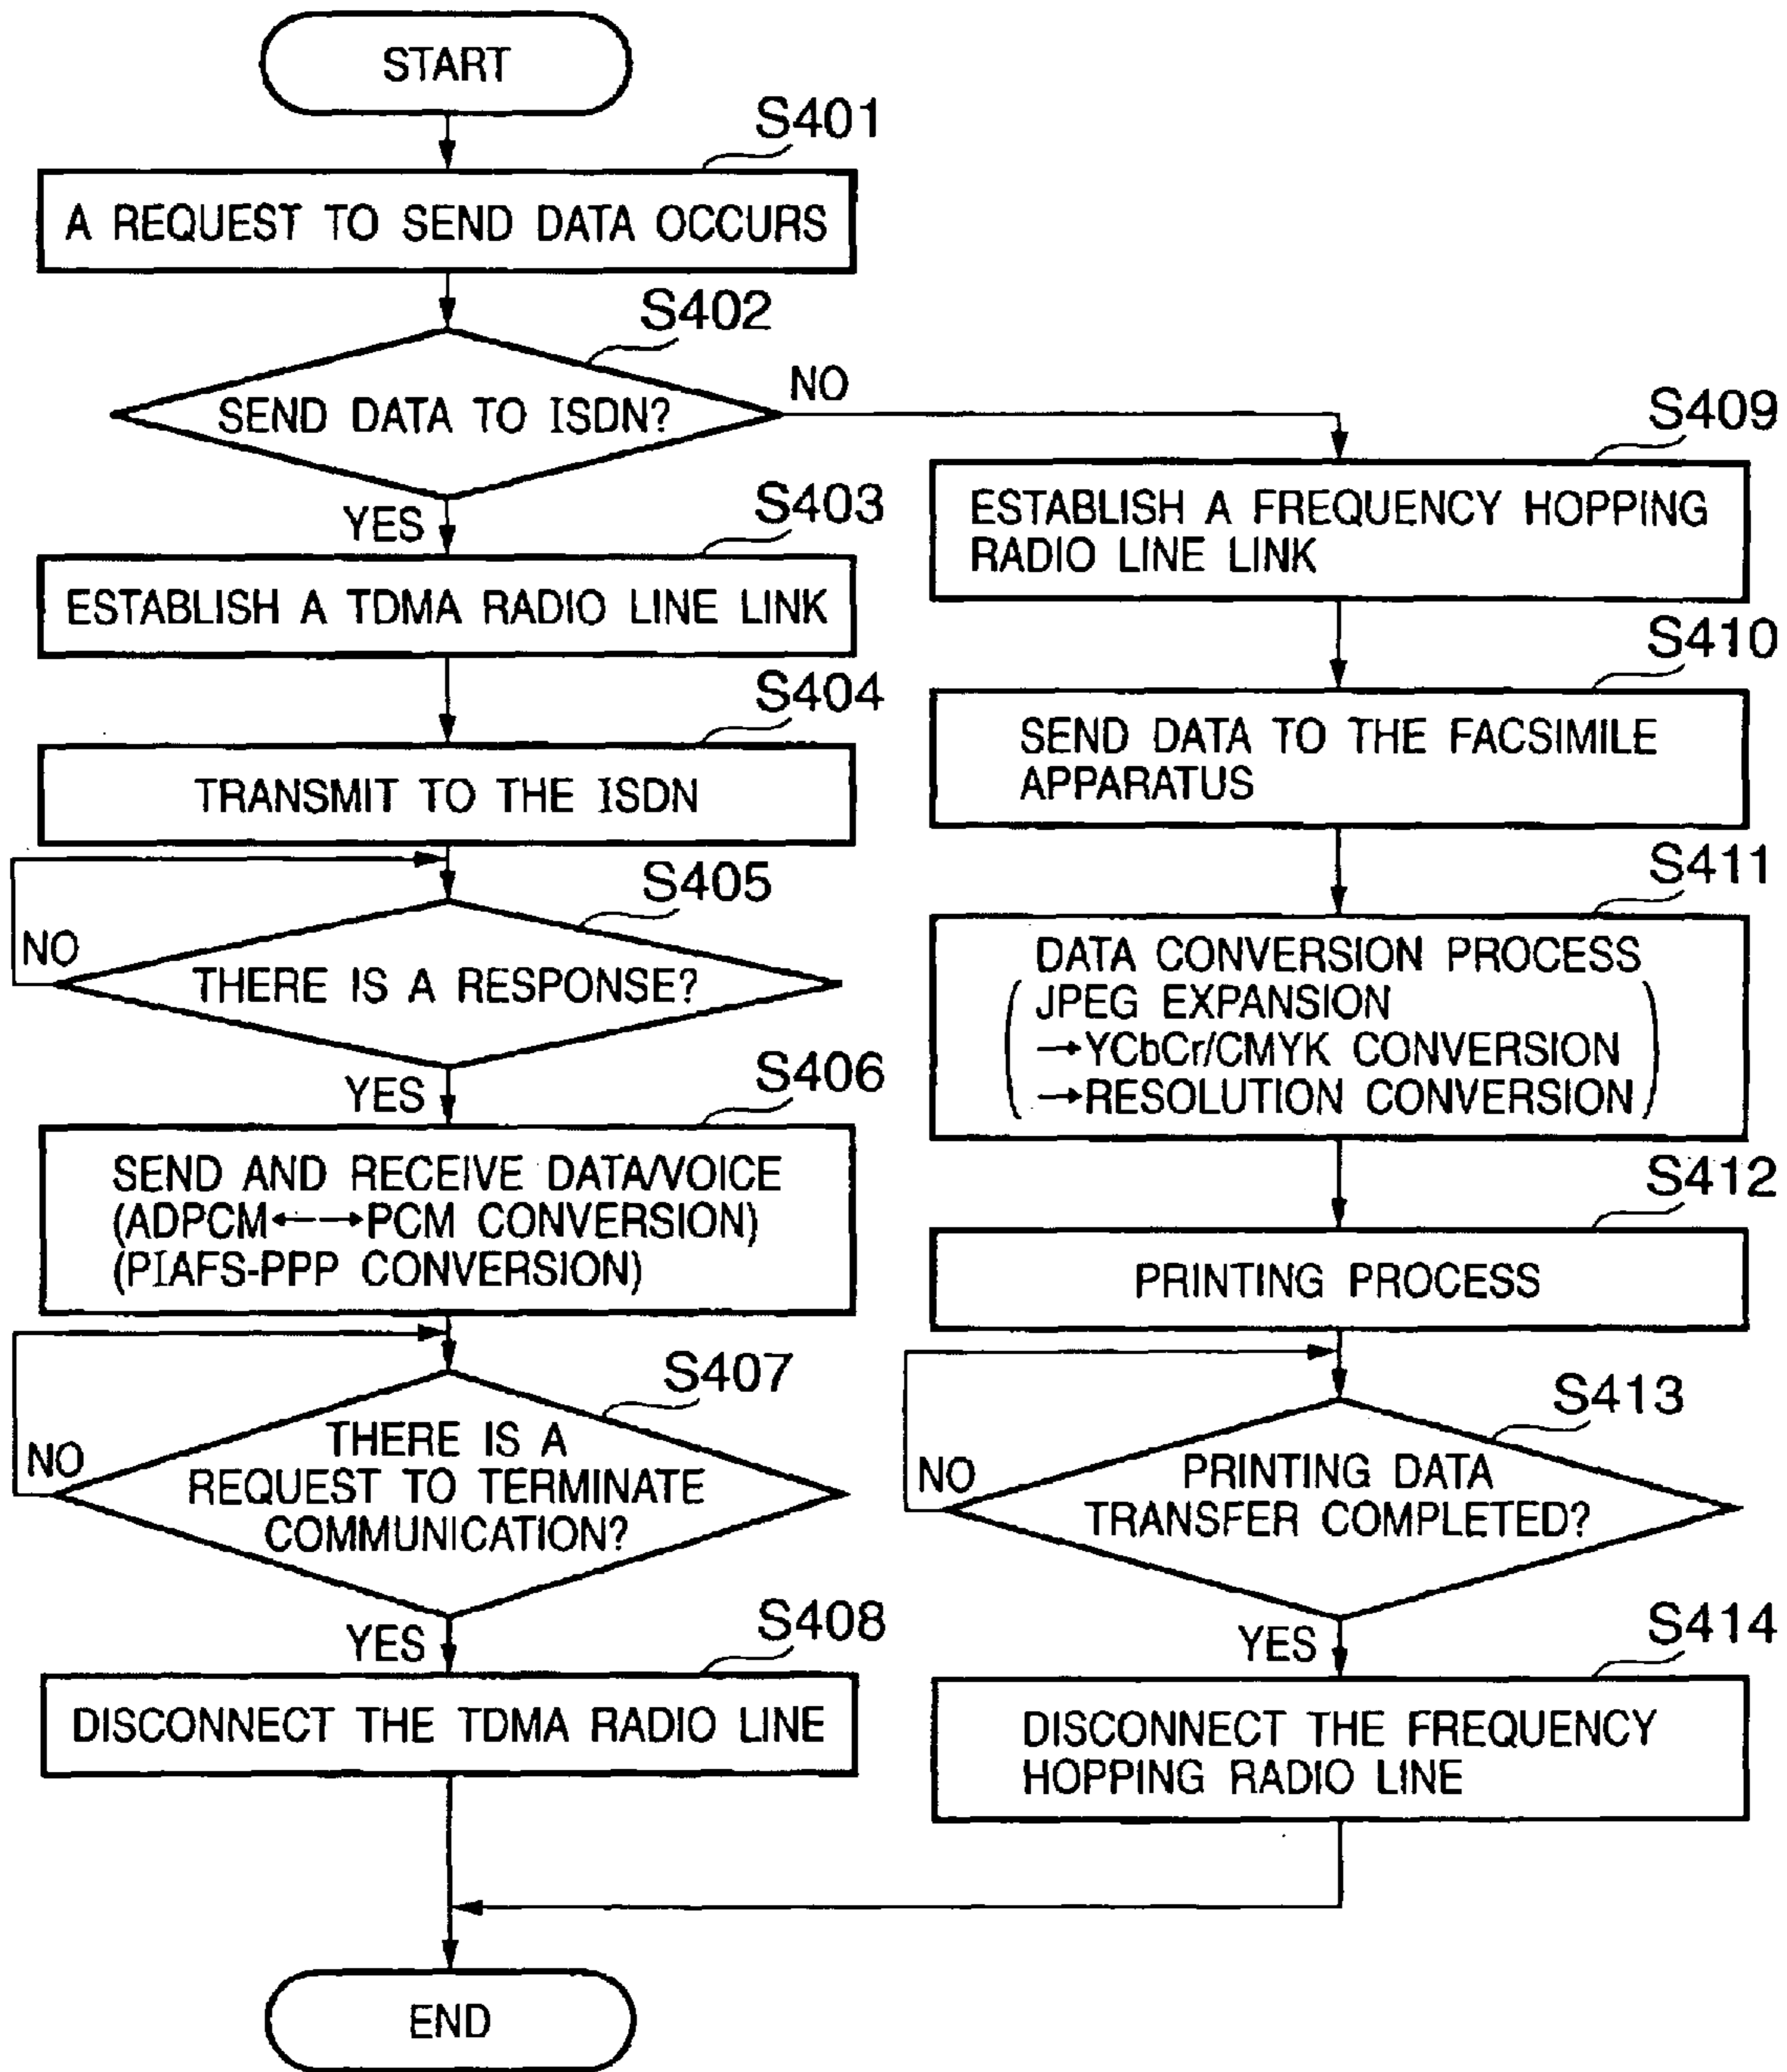 START
S401
A REQUEST TO SEND DATA OCCURS
S402
SEND DATA TO ISDN?
NO
YES
S403
ESTABLISH A TDMA RADIO LINE LINK
S404
TRANSMIT TO THE ISDN
S405
NO
THERE IS A RESPONSE?
YES
S406
SEND AND RECEIVE DATA/VOICE
(ADPCM←--→PCM CONVERSION)
(PIAFS-PPP CONVERSION)
S407
NO
THERE IS A
REQUEST TO TERMINATE
COMMUNICATION?
YES
S408
DISCONNECT THE TDMA RADIO LINE
S409
ESTABLISH A FREQUENCY HOPPING
RADIO LINE LINK
S410
SEND DATA TO THE FACSIMILE
APPARATUS
S411
DATA CONVERSION PROCESS
(JPEG EXPANSION
→YCbCr/CMYK CONVERSION
→RESOLUTION CONVERSION)
S412
PRINTING PROCESS
S413
NO
PRINTING DATA
TRANSFER COMPLETED?
YES
S414
DISCONNECT THE FREQUENCY
HOPPING RADIO LINE
END